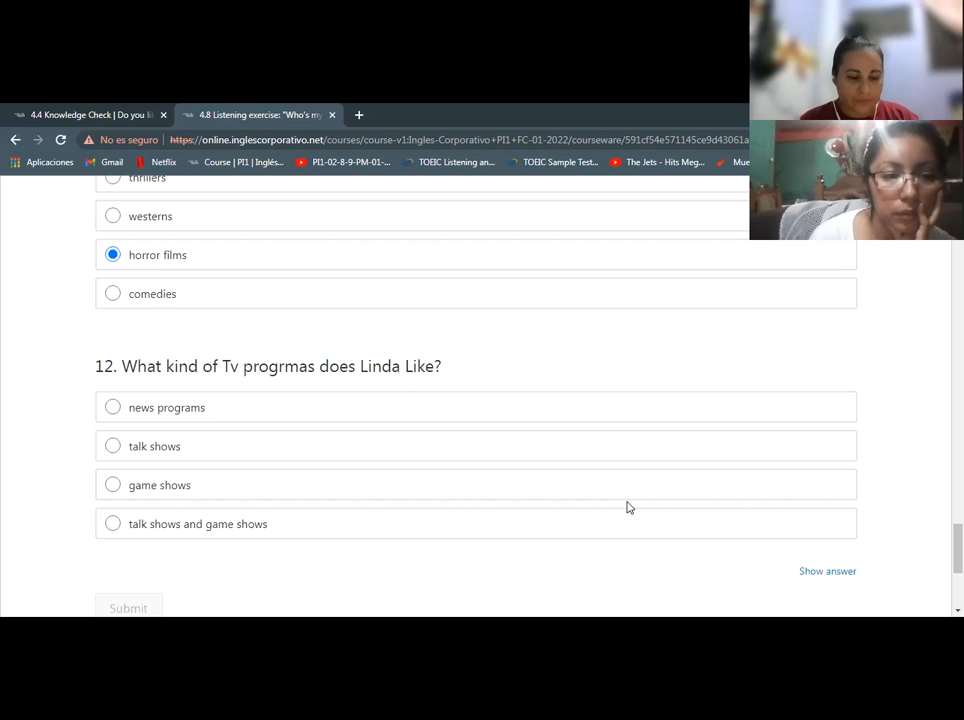 4.4 Knowledge Check | Do you li
4.8 Listening exercise: "Who's my
No es seguro
https://online.inglescorporativo.net/courses/course-v1:Ingles-Corporativo+PI1+FC-01-2022/courseware/591cf54e571145ce9d43061a
Aplicaciones
Gmail
Netflix
Course | PI1 | Inglés...
PI1-02-8-9-PM-01-...
TOEIC Listening an...
TOEIC Sample Test...
The Jets - Hits Meg...
Mue
thrillers
westerns
horror films
comedies
12. What kind of Tv progrmas does Linda Like?
news programs
talk shows
game shows
talk shows and game shows
Show answer
Submit